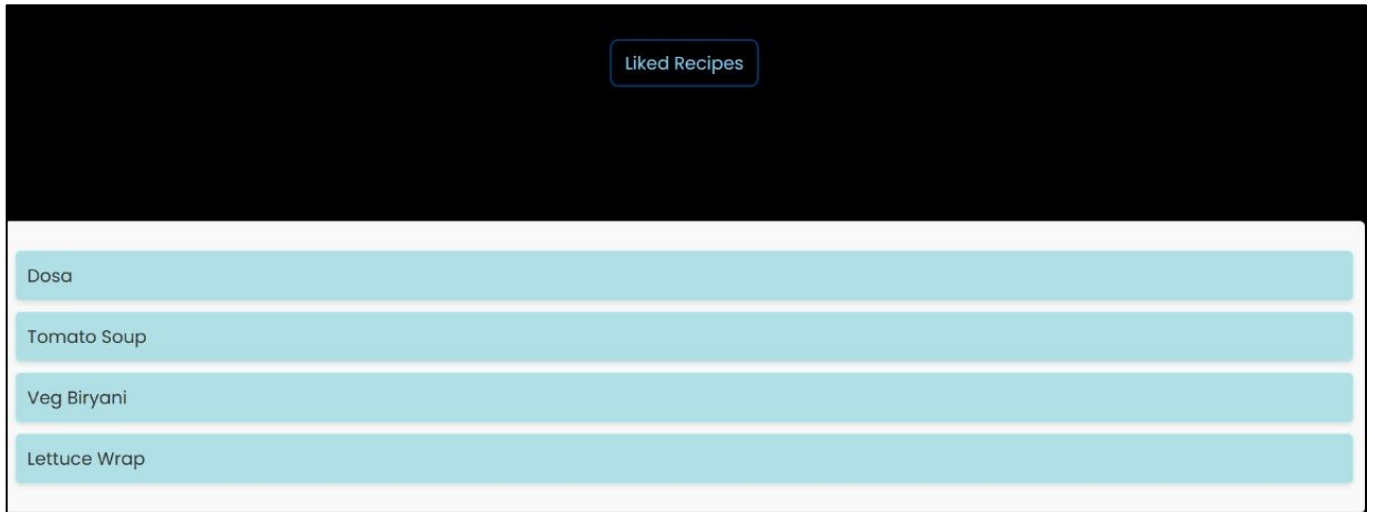 Liked Recipes
Dosa
Tomato Soup
Veg Biryani
Lettuce Wrap